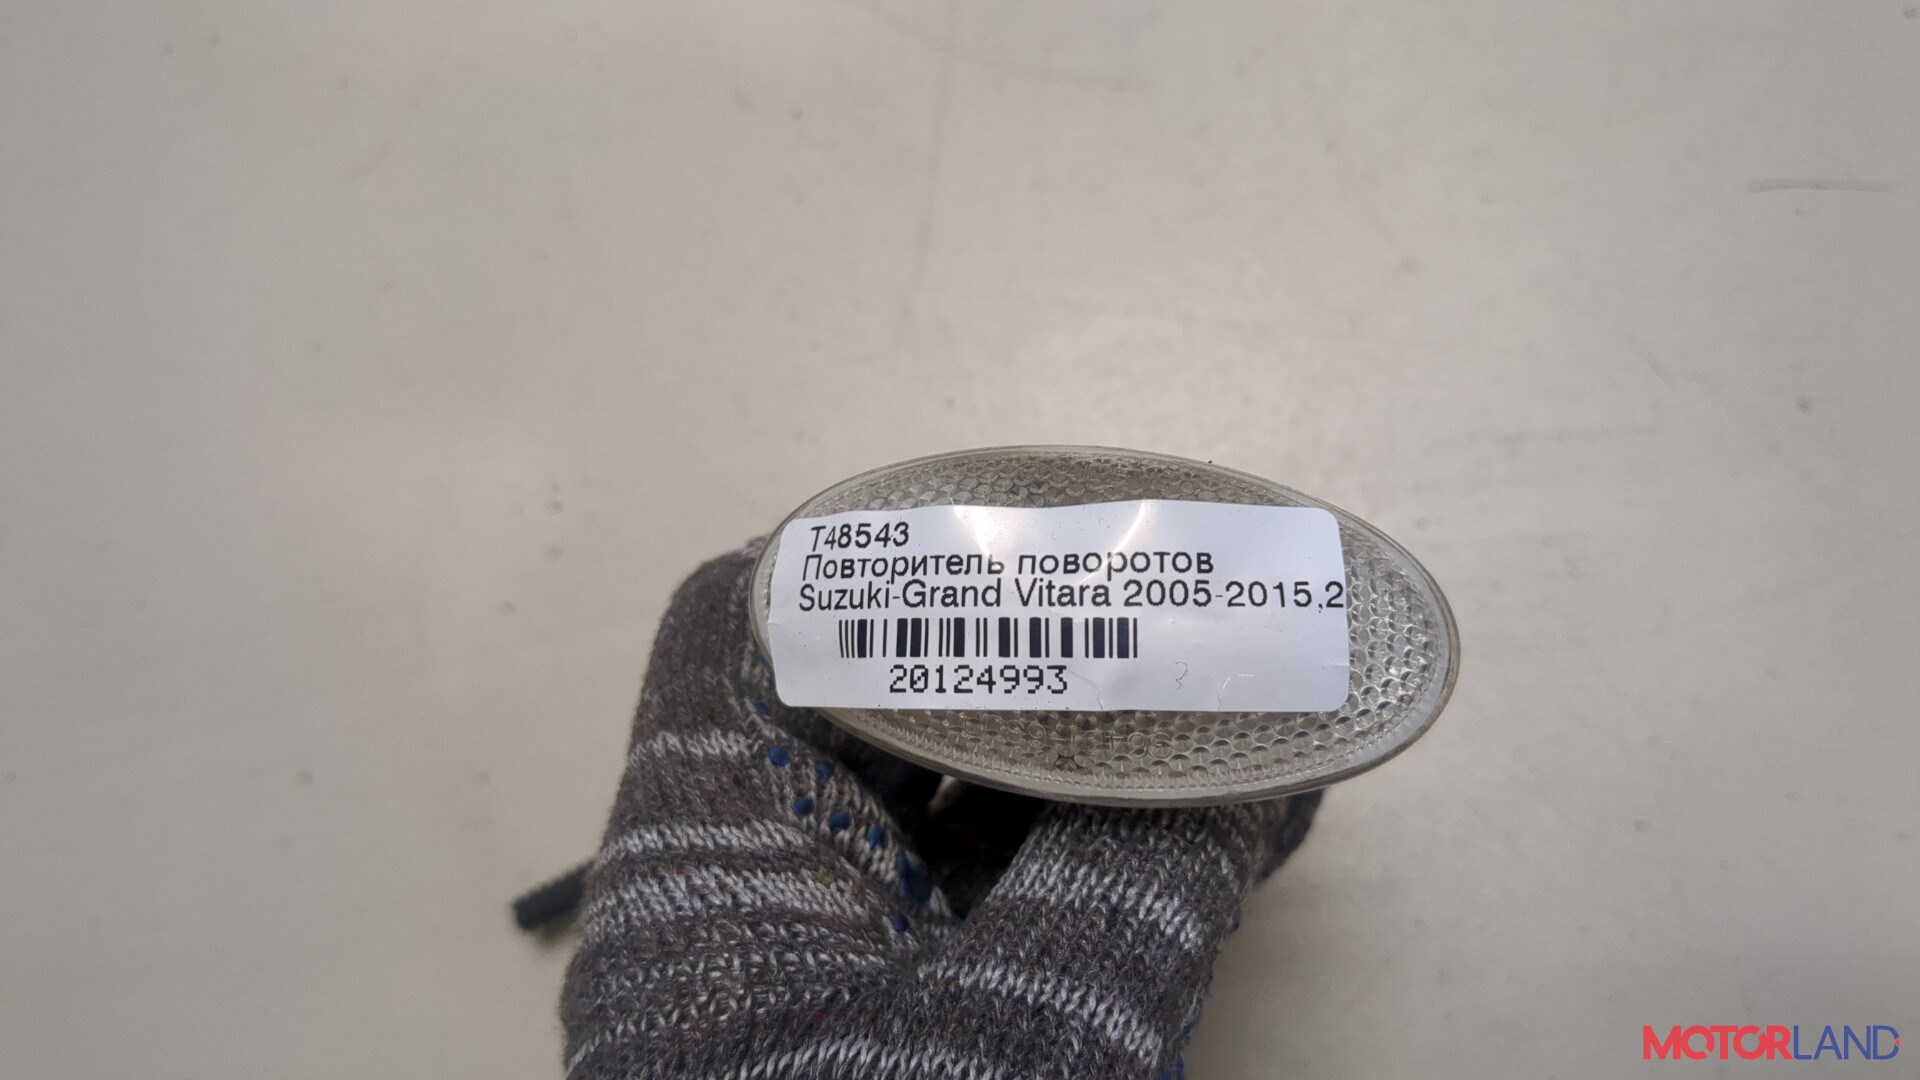 T48543
Повторитель поворотов
Suzuki-Grand Vitara 2005-2015,2
20124993
MOTORLAND